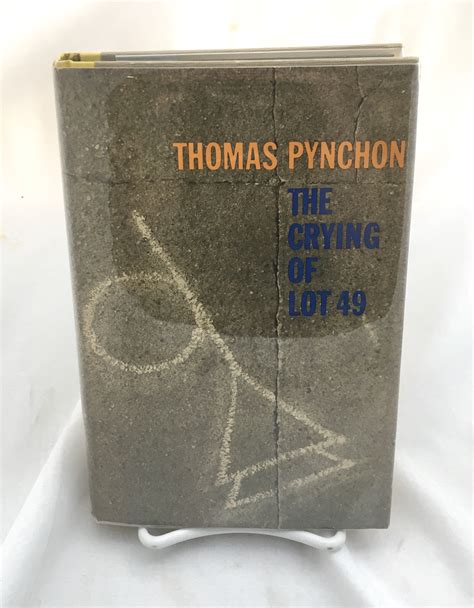 THOMAS PYNCHON
THE
CRYING
OF
LOT 49